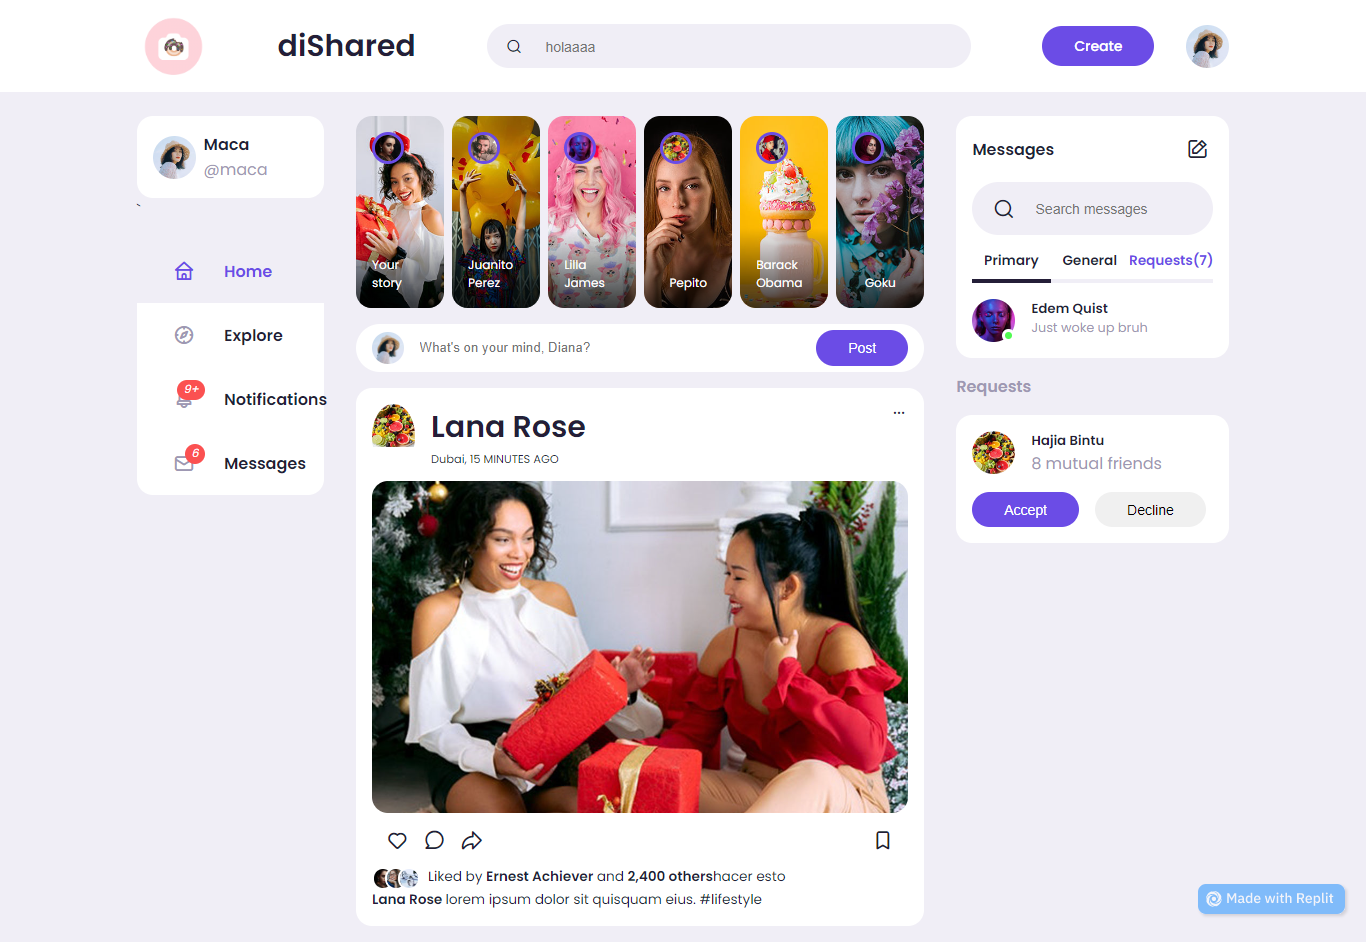 diShared
holaaaa
Create
Maca
@maca
`
Home
Explore
9+
Notifications
6
Messages
Your
story
Juanito
Perez
Lilla
James
Pepito
Barack
Obama
Goku
What's on your mind, Diana?
Post
Lana Rose
...
Dubai, 15 MINUTES AGO
Liked by Ernest Achiever and 2,400 othershacer esto
Lana Rose lorem ipsum dolor sit quisquam eius. #lifestyle
Messages
Search messages
Primary General Requests(7)
Edem Quist
Just woke up bruh
Requests
Hajia Bintu
8 mutual friends
Accept Decline
Made with Replit